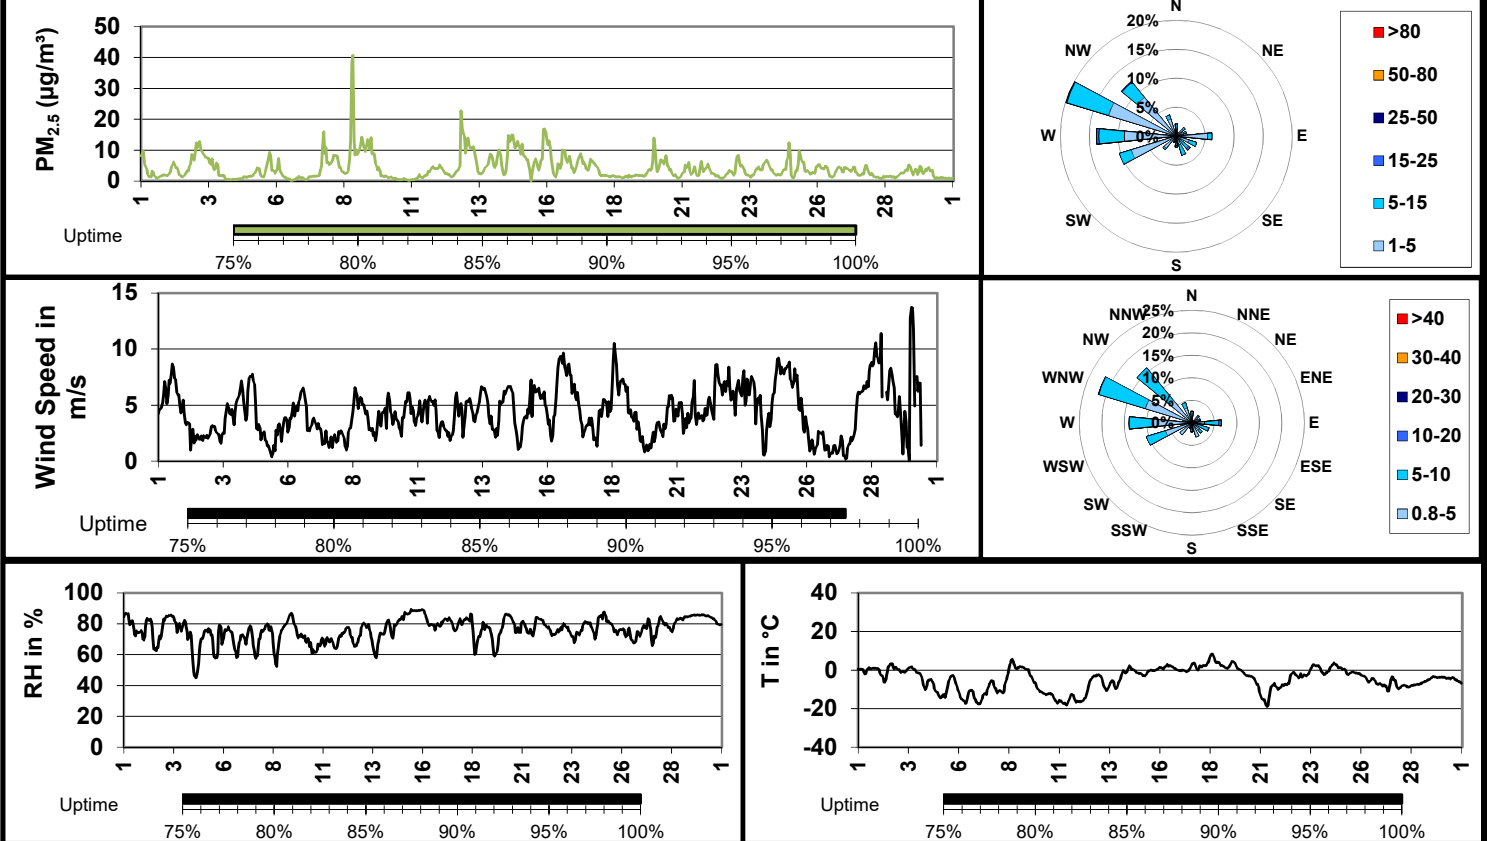 PM2.5 (µg/m³)
50
40
30
20
10
0
1 3 6 8 11 13 16 18 21 23 26 28 1
Uptime
75% 80% 85% 90% 95% 100%
N
20%
15%
10%
5%
0%
NW NE
W E
SW SE
S
>80
50-80
25-50
15-25
5-15
1-5
Wind Speed in
m/s
15
10
5
0
1 3 6 8 11 13 16 18 21 23 26 28 1
Uptime
75% 80% 85% 90% 95% 100%
N
25%
20%
15%
10%
5%
0%
NNW NNE
NW NE
WNW ENE
W E
WSW ESE
SW SE
SSW SSE
S
>40
30-40
20-30
10-20
5-10
0.8-5
RH in %
100
80
60
40
20
0
1 3 6 8 11 13 16 18 21 23 26 28 1
Uptime
75% 80% 85% 90% 95% 100%
T in °C
40
20
0
-20
-40
1 3 6 8 11 13 16 18 21 23 26 28 1
Uptime
75% 80% 85% 90% 95% 100%